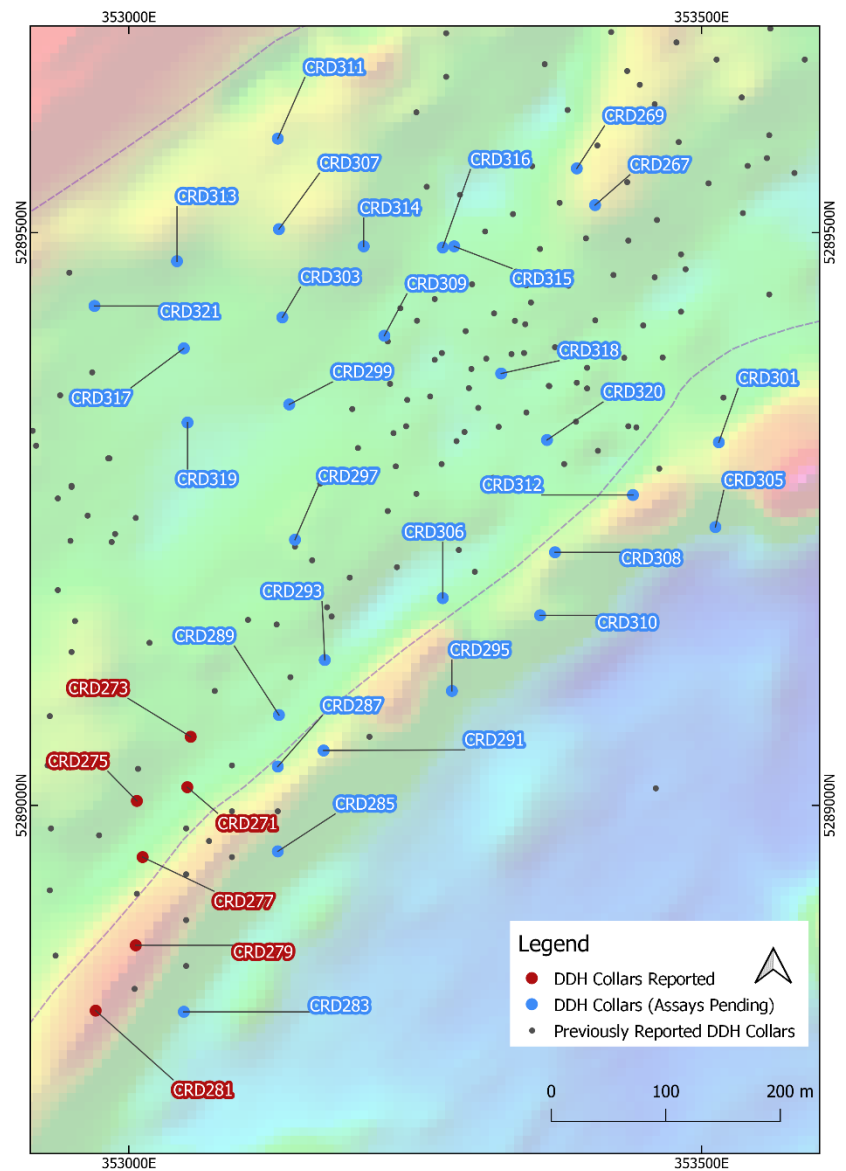 353000E
353500E
CRD311
CRD269
CRD316
CRD307
CRD267
CRD313
CRD314
5289500N
5289500N
CRD303
CRD315
CRD309
CRD321
CRD318
CRD299
CRD301
CRD317
CRD320
CRD297
CRD319
CRD312
CRD305
CRD306
CRD308
CRD293
CRD310
CRD289
CRD295
CRD273
CRD287
CRD291
CRD275
5289000N
5289000N
CRD285
CRD271
CRD277
Legend
CRD279
DDH Collars Reported
DDH Collars (Assays Pending)
CRD283
Previously Reported DDH Collars
CRD281
0 100 200 m
353000E
353500E